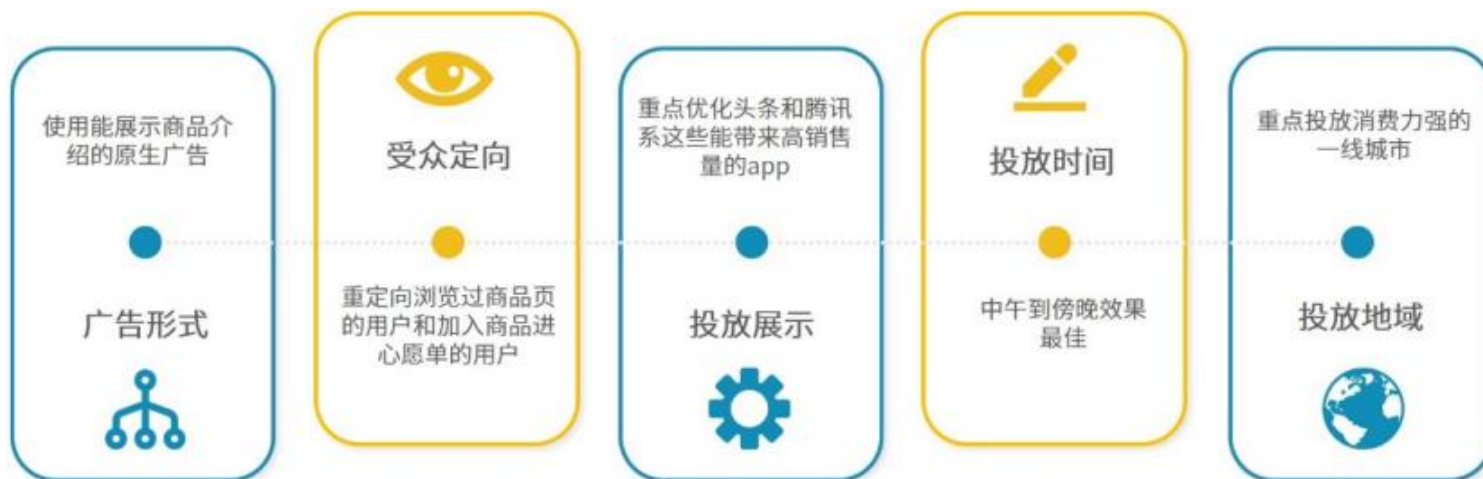 使用能展示商品介
绍的原生广告
广告形式
受众定向
重定向浏览过商品页
的用户和加入商品进
心愿单的用户
重点优化头条和腾讯
系这些能带来高销售
量的app
投放展示
投放时间
中午到傍晚效果
最佳
重点投放消费力强的
一线城市
投放地域